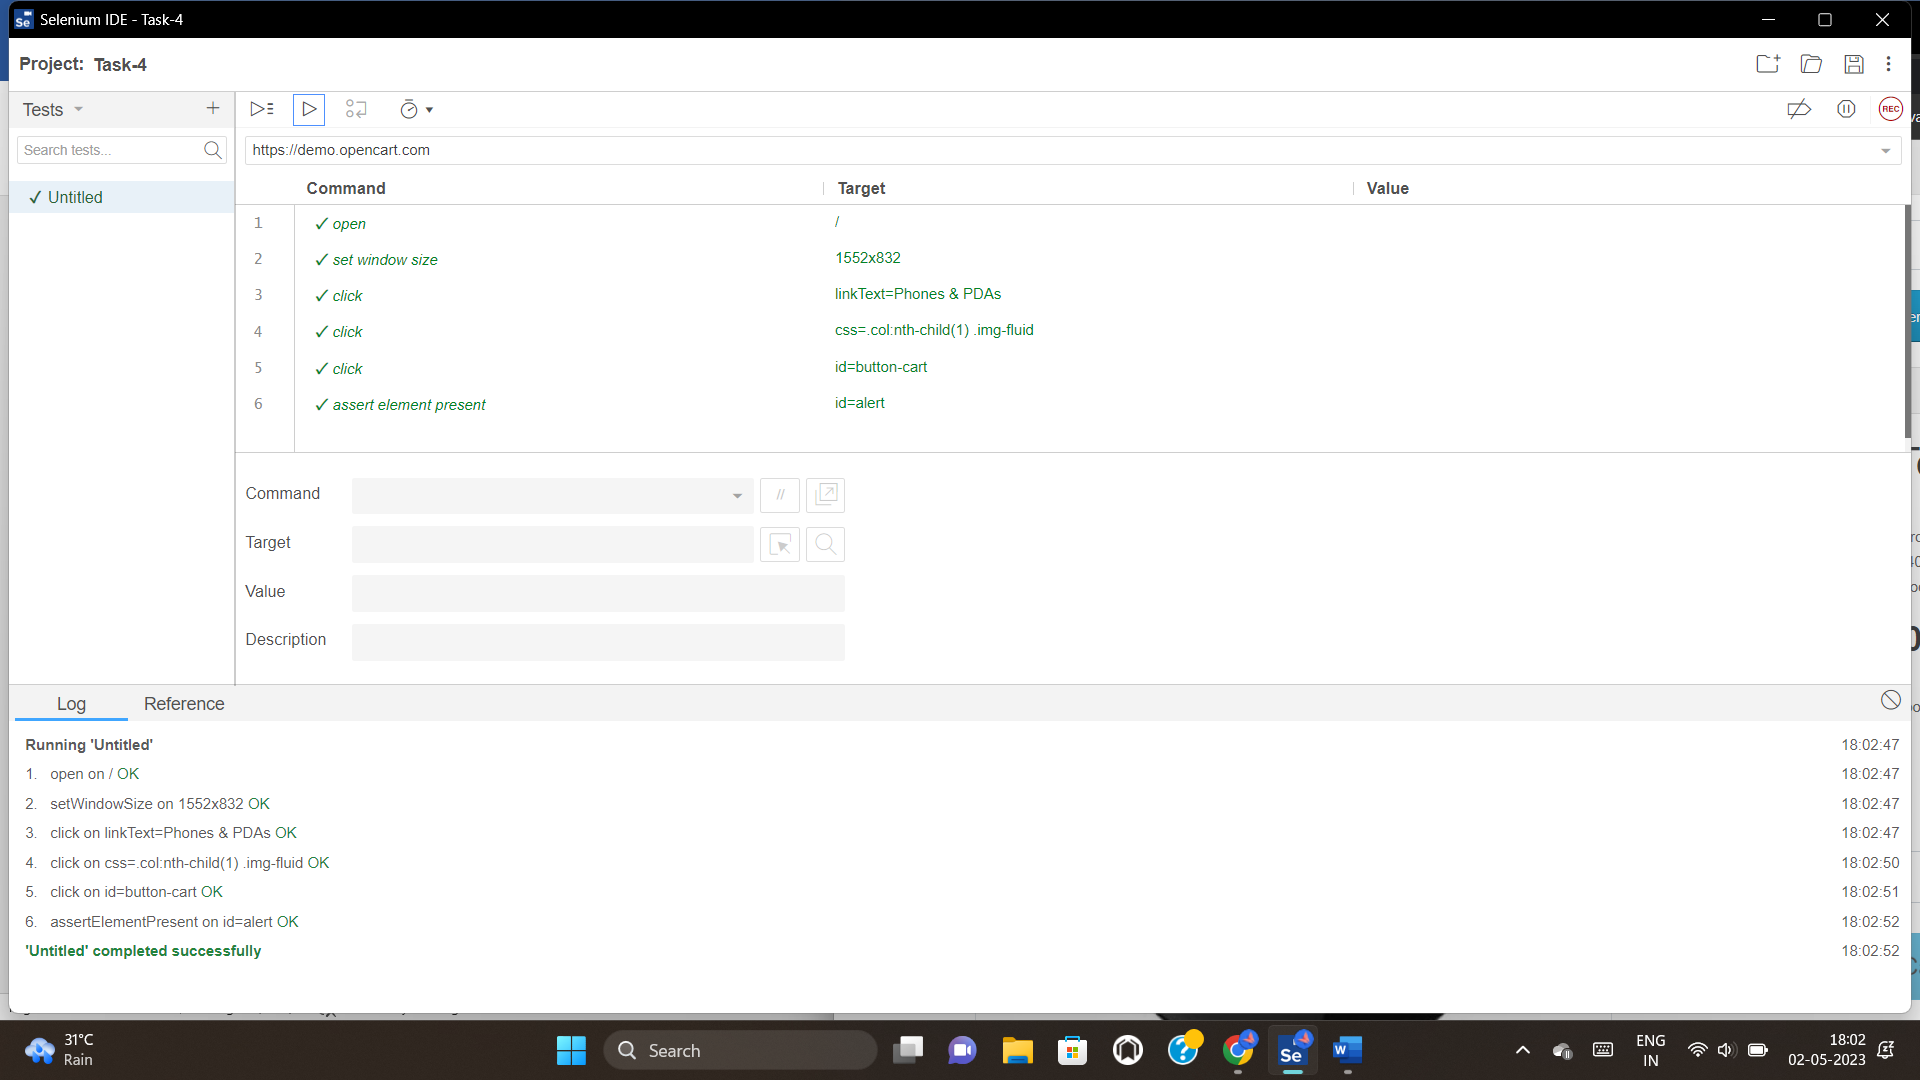 Selenium IDE - Task-4
Project: Task-4
Tests
REC
Search tests...
https://demo.opencart.com
Untitled
Command Target Value
1 open /
2 set window size 1552x832
3 click linkText=Phones & PDAs
4 click css=.col:nth-child(1) .img-fluid
5 click id=button-cart
6 assert element present id=alert
Command //
Target
Value
Description
Log Reference
Running 'Untitled' 18:02:47
1. open on / OK 18:02:47
2. setWindowSize on 1552x832 OK 18:02:47
3. click on linkText=Phones & PDAs OK 18:02:47
4. click on css=.col:nth-child(1) .img-fluid OK 18:02:50
5. click on id=button-cart OK 18:02:51
6. assertElementPresent on id=alert OK 18:02:52
'Untitled' completed successfully 18:02:52
31°C
Rain
Search
Se
W
ENG
IN
18:02
02-05-2023